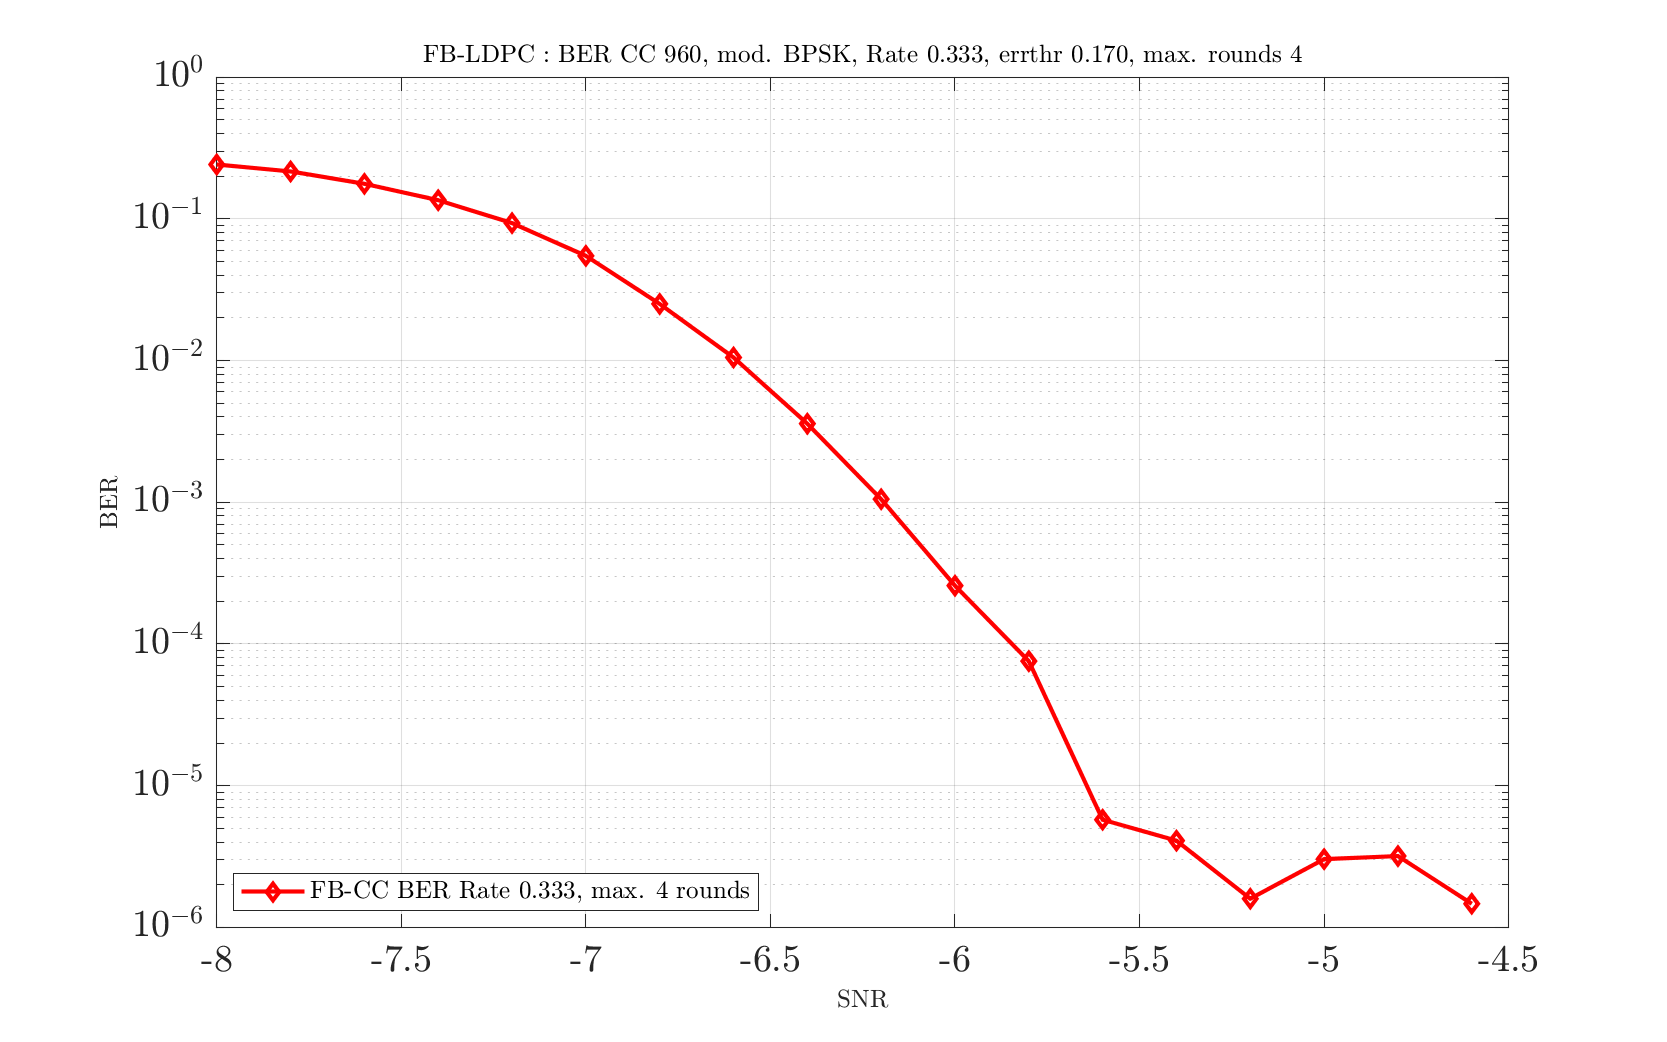 FB-LDPC : BER CC 960, mod. BPSK, Rate 0.333, errthr 0.170, max. rounds 4
10^0
10^{-1}
10^{-2}
10^{-3}
10^{-4}
10^{-5}
10^{-6}
BER
FB-CC BER Rate 0.333, max. 4 rounds
-8 -7.5 -7 -6.5 -6 -5.5 -5 -4.5
SNR